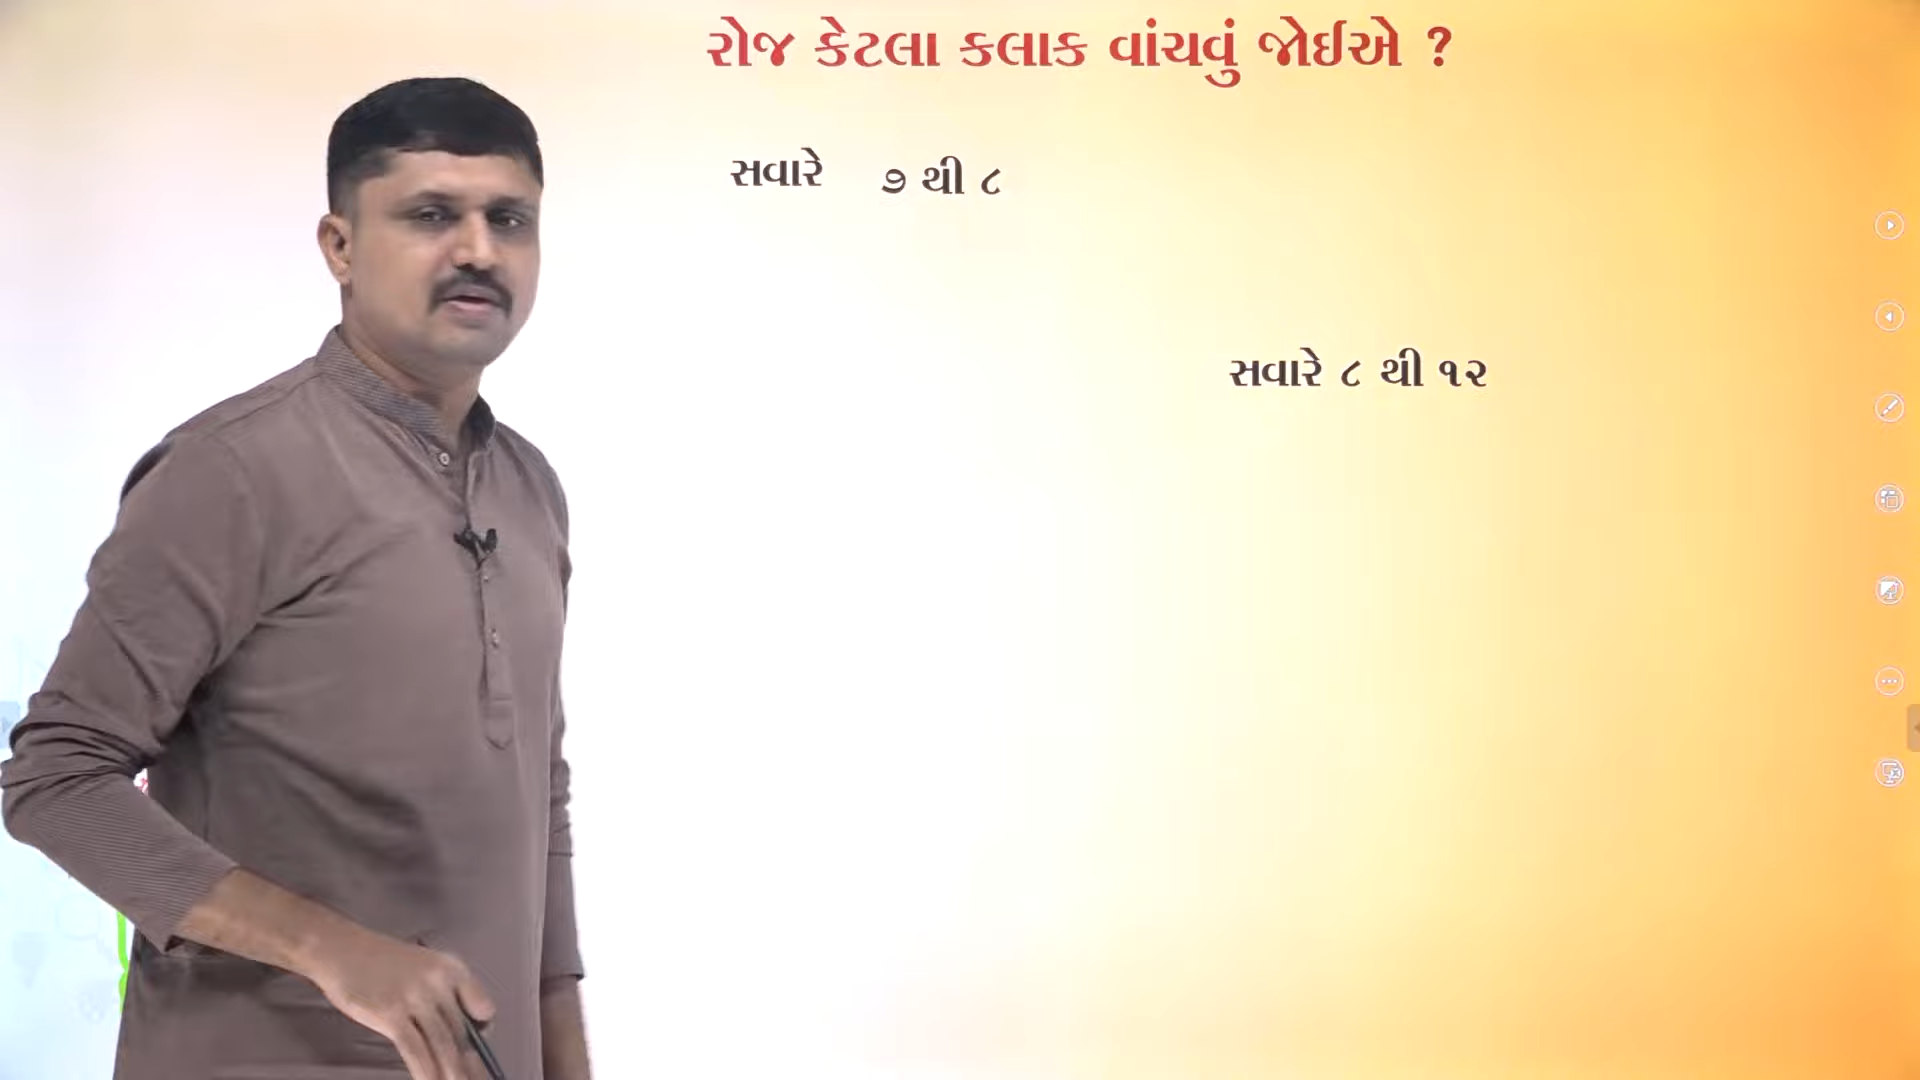 રોજ કેટલા કલાક વાંચવું જોઈએ ?
સવારે ૭ થી ૮
સવારે ૮ થી ૧૨